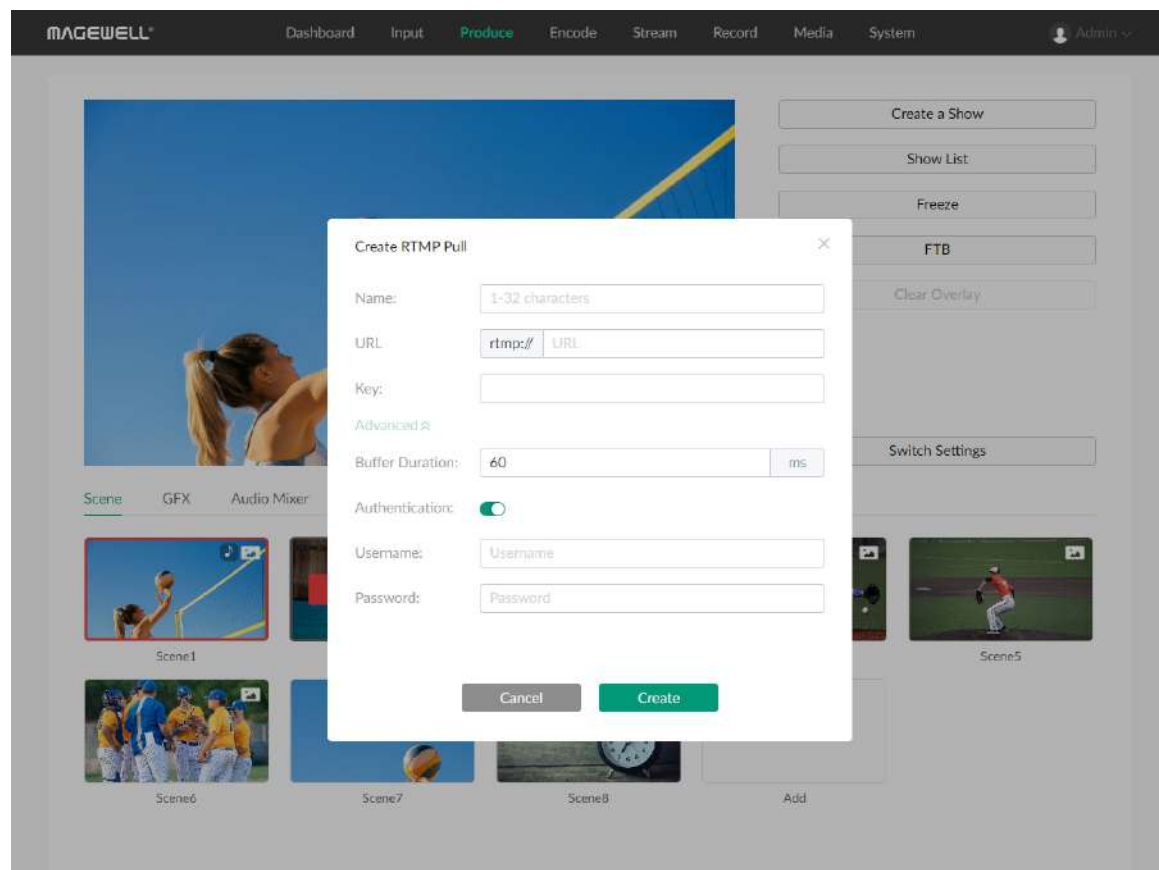 MAGEWELL® Dashboard Input Produce Encode Stream Record Media System Admin
Create a Show
Show List
Freeze
FTB
Clear Overlay
Switch Settings
Create RTMP Pull
Name: 1-32 characters
URL rtmp:// URL
Key:
Advanced
Buffer Duration: 60 ms
Authentication:
Username: Username
Password: Password
Cancel Create
Scene GFX Audio Mixer
Scene1 Scene5
Scene6 Scene7 Scene8 Add